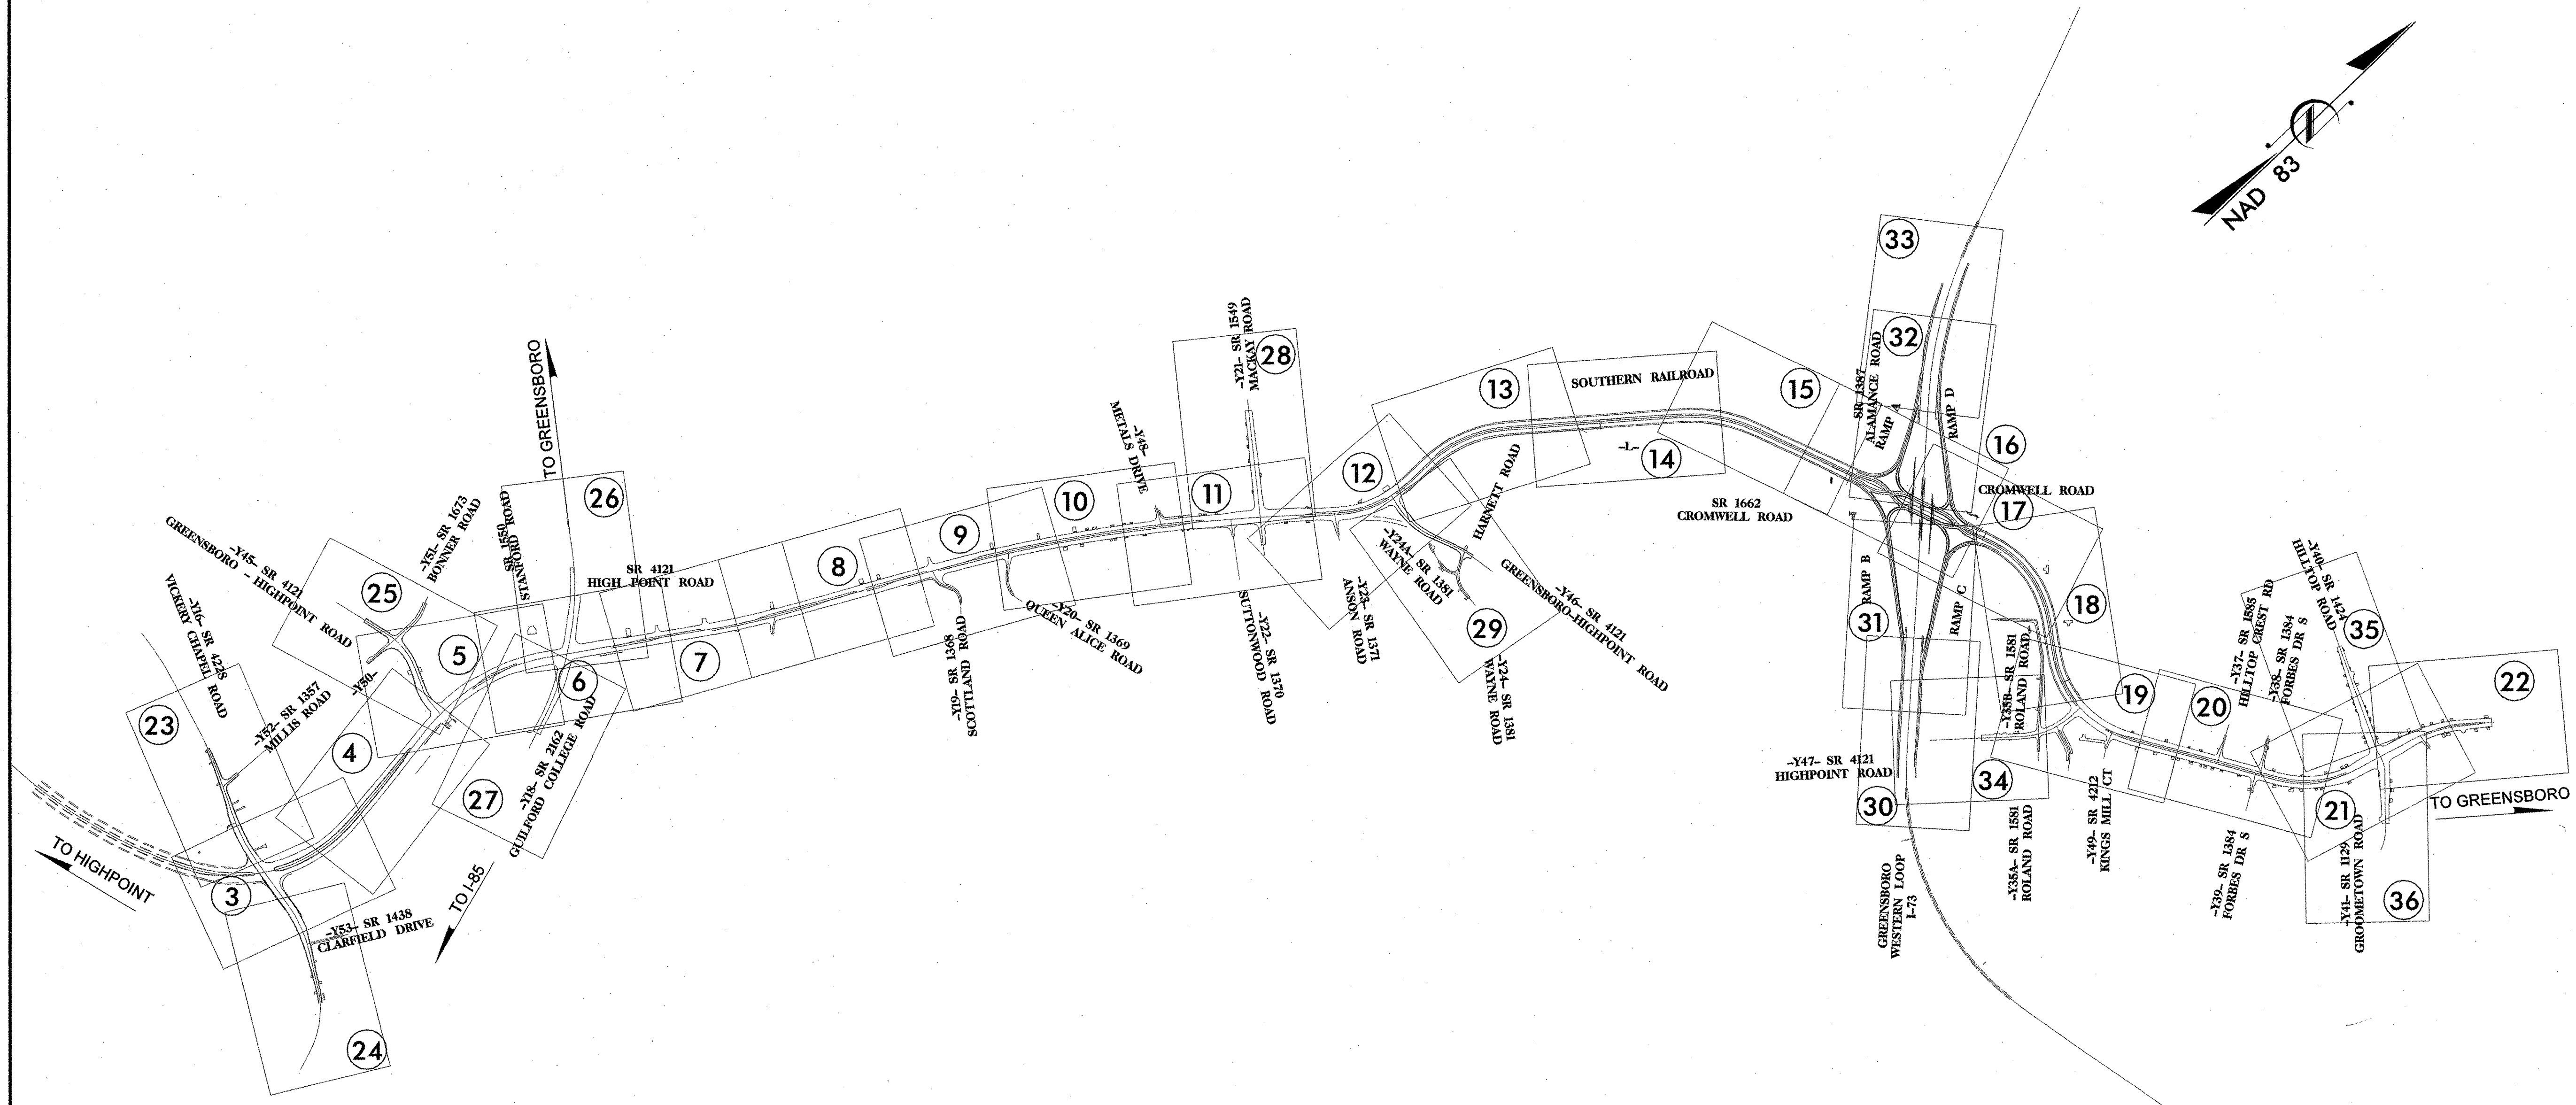 NAD 83
33
32
SR 1387
ALAMANCE ROAD
RAMP A
RAMP D
16
-Y21- SR 1549
MACKAY ROAD
28
TO GREENSBORO
13
SOUTHERN RAILROAD
15
-L-
14
12
HARNETT ROAD
METALS DRIVE
-Y48-
10
11
SR 1662
CROMWELL ROAD
CROMWELL ROAD
17
26
SR 1550
STANFORD ROAD
-Y51- SR 1673
BONNER ROAD
-Y45- SR 4121
GREENSBORO - HIGHPOINT ROAD
25
9
8
SR 4121
HIGH POINT ROAD
-Y16- SR 4228
VICKERY CHAPEL ROAD
5
6
7
-Y50-
-Y52- SR 1357
MILLIS ROAD
23
4
27
-Y18- SR 2162
GUILFORD COLLEGE ROAD
-Y19- SR 1368
SCOTTLAND ROAD
-Y20- SR 1369
QUEEN ALICE ROAD
-Y22- SR 1370
SUTTONWOOD ROAD
-Y23- SR 1371
ANSON ROAD
-Y24A- SR 1381
WAYNE ROAD
29
-Y24- SR 1381
WAYNE ROAD
-Y46- SR 4121
GREENSBORO-HIGHPOINT ROAD
RAMP B
31
RAMP C
18
-Y35B- SR 1581
ROLAND ROAD
19
20
-Y37- SR 1585
HILLTOP CREST RD
-Y38- SR 1384
FORBES DR S
-Y40- SR 1424
HILLTOP ROAD
35
22
-Y47- SR 4121
HIGHPOINT ROAD
30
34
21
TO GREENSBORO
TO HIGHPOINT
3
TO I-85
-Y53- SR 1438
CLARFIELD DRIVE
24
GREENSBORO
WESTERN LOOP
I-73
-Y35A- SR 1581
ROLAND ROAD
-Y49- SR 4212
KINGS MILL CT
-Y39- SR 1384
FORBES DR S
-Y41- SR 1129
GROOMETOWN ROAD
36